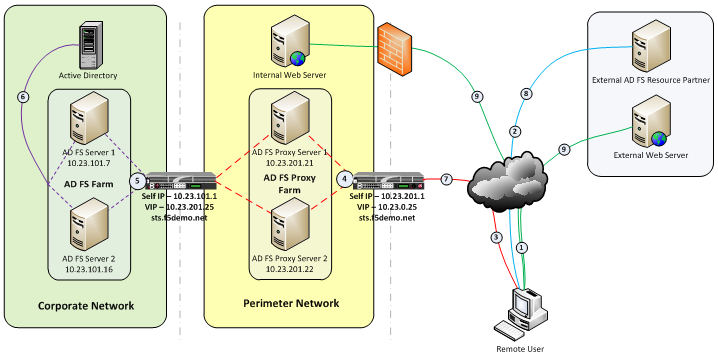 Active Directory
6
AD FS Server 1
10.23.101.7
AD FS Farm
AD FS Server 2
10.23.101.16
Corporate Network
5
Self IP – 10.23.101.1
VIP – 10.23.201.25
sts.f5demo.net
Internal Web Server
AD FS Proxy Server 1
10.23.201.21
AD FS Proxy
Farm
AD FS Proxy Server 2
10.23.201.22
Perimeter Network
4
Self IP – 10.23.201.1
VIP – 10.23.0.25
sts.f5demo.net
7
9
8
2
9
3
1
Remote User
External AD FS Resource Partner
External Web Server